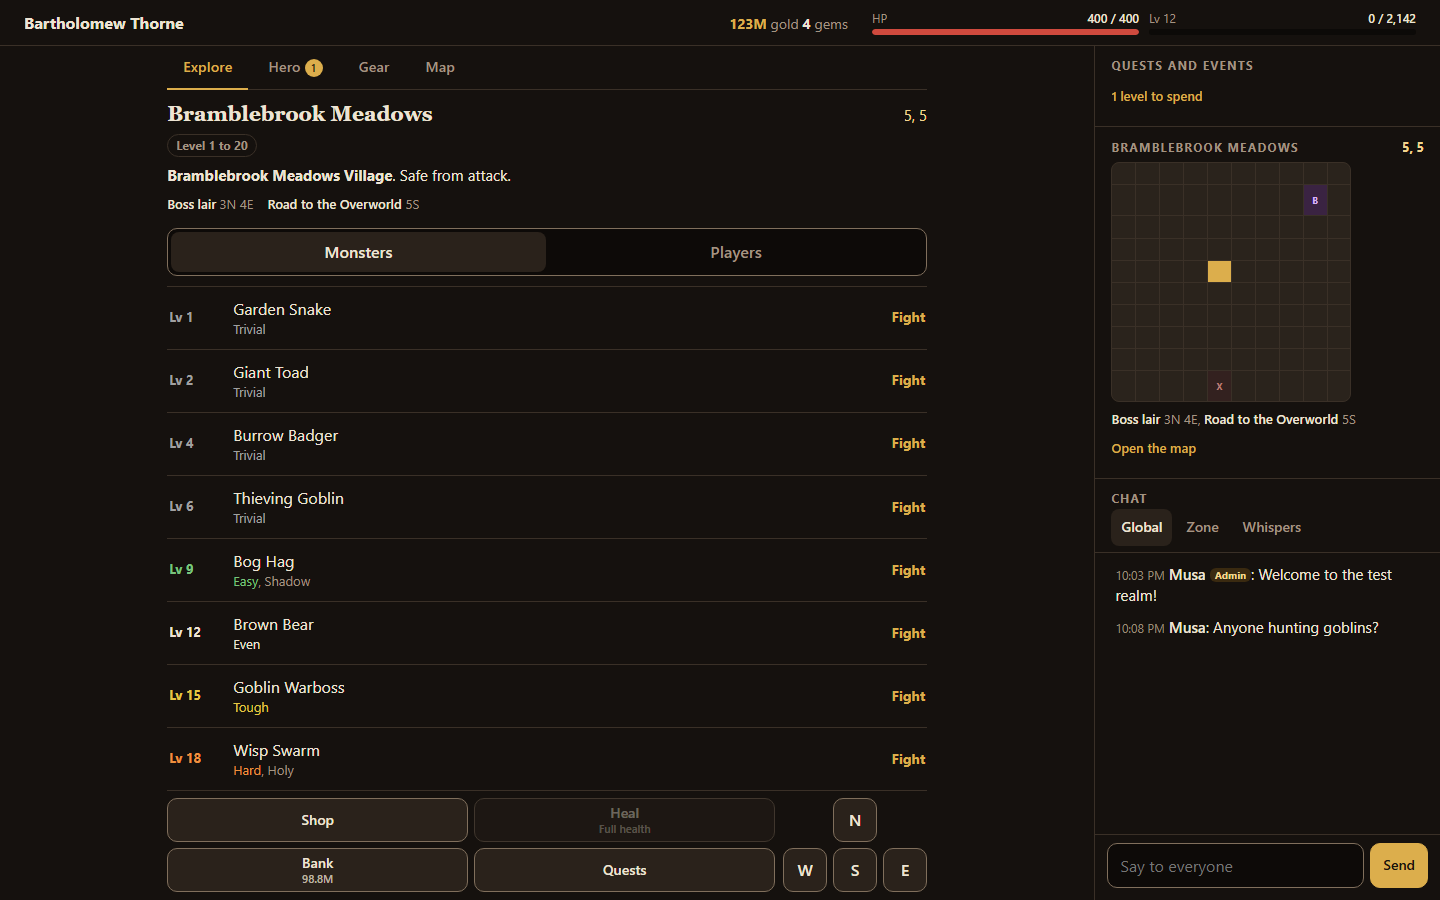 Bartholomew Thorne
123M gold 4 gems
HP 400 / 400
Lv 12 0 / 2,142
Explore
Hero 1
Gear
Map
Bramblebrook Meadows
5, 5
Level 1 to 20
Bramblebrook Meadows Village. Safe from attack.
Boss lair 3N 4E Road to the Overworld 5S
Monsters
Players
Lv 1
Garden Snake
Trivial
Fight
Lv 2
Giant Toad
Trivial
Fight
Lv 4
Burrow Badger
Trivial
Fight
Lv 6
Thieving Goblin
Trivial
Fight
Lv 9
Bog Hag
Easy, Shadow
Fight
Lv 12
Brown Bear
Even
Fight
Lv 15
Goblin Warboss
Tough
Fight
Lv 18
Wisp Swarm
Hard, Holy
Fight
Shop
Heal
Full health
N
Bank
98.8M
Quests
W
S
E
QUESTS AND EVENTS
1 level to spend
BRAMBLEBROOK MEADOWS
5, 5
B
X
Boss lair 3N 4E, Road to the Overworld 5S
Open the map
CHAT
Global
Zone
Whispers
10:03 PM Musa Admin: Welcome to the test
realm!
10:08 PM Musa: Anyone hunting goblins?
Say to everyone
Send